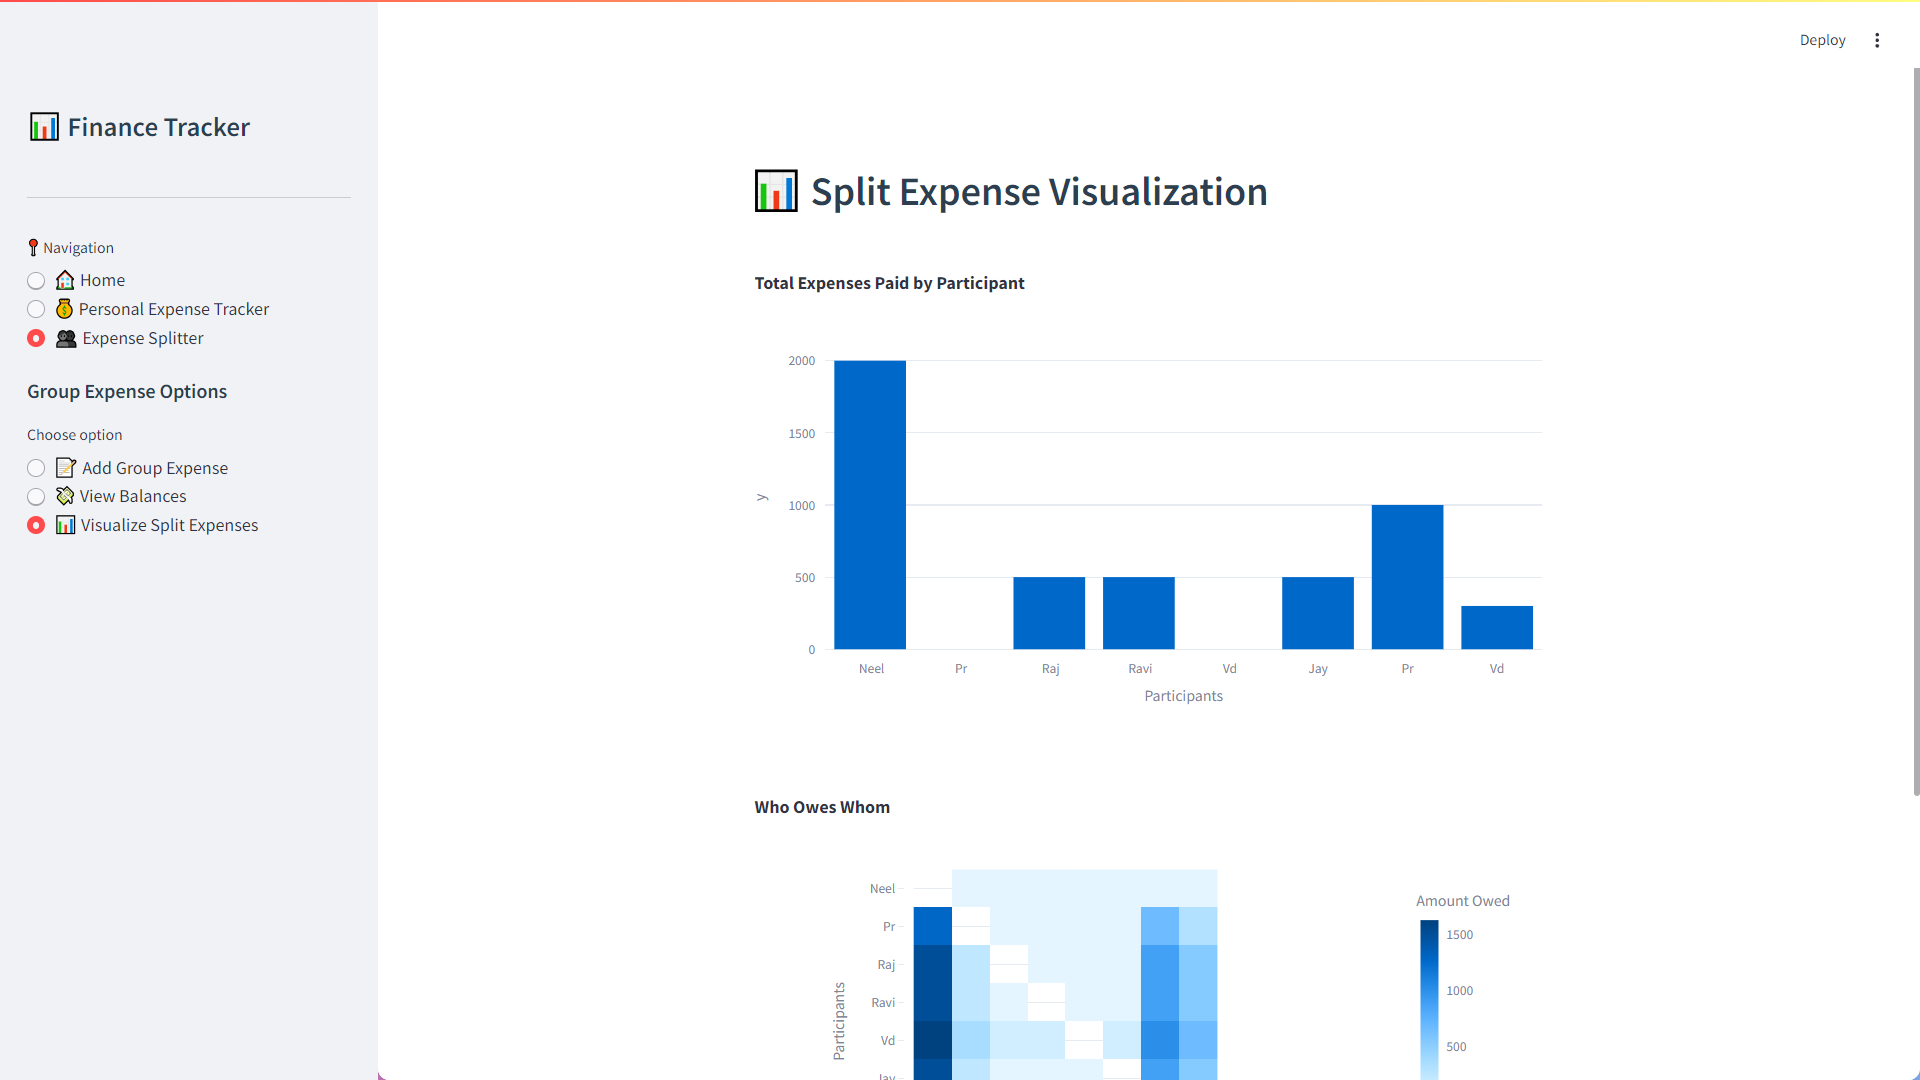 Deploy
Finance Tracker
Navigation
Home
Personal Expense Tracker
Expense Splitter
Group Expense Options
Choose option
Add Group Expense
View Balances
Visualize Split Expenses
Split Expense Visualization
Total Expenses Paid by Participant
2000
1500
1000
500
0
y
Neel Pr Raj Ravi Vd Jay Pr Vd
Participants
Who Owes Whom
Neel
Pr
Raj
Ravi
Vd
Jay
Participants
Amount Owed
1500
1000
500